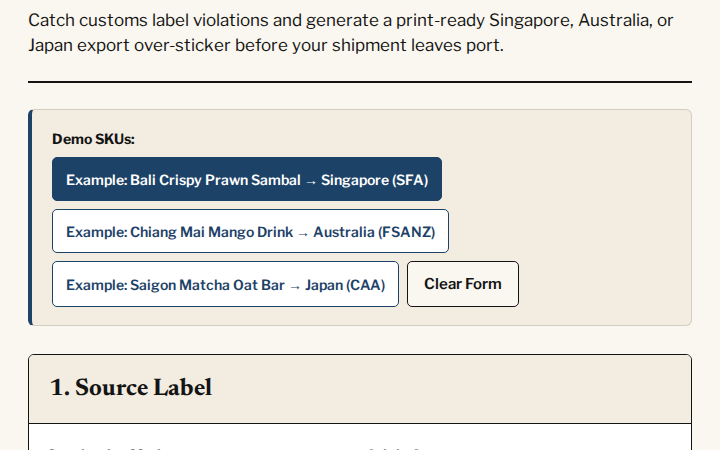 Catch customs label violations and generate a print-ready Singapore, Australia, or
Japan export over-sticker before your shipment leaves port.
Demo SKUs:
Example: Bali Crispy Prawn Sambal → Singapore (SFA)
Example: Chiang Mai Mango Drink → Australia (FSANZ)
Example: Saigon Matcha Oat Bar → Japan (CAA)
Clear Form
1. Source Label